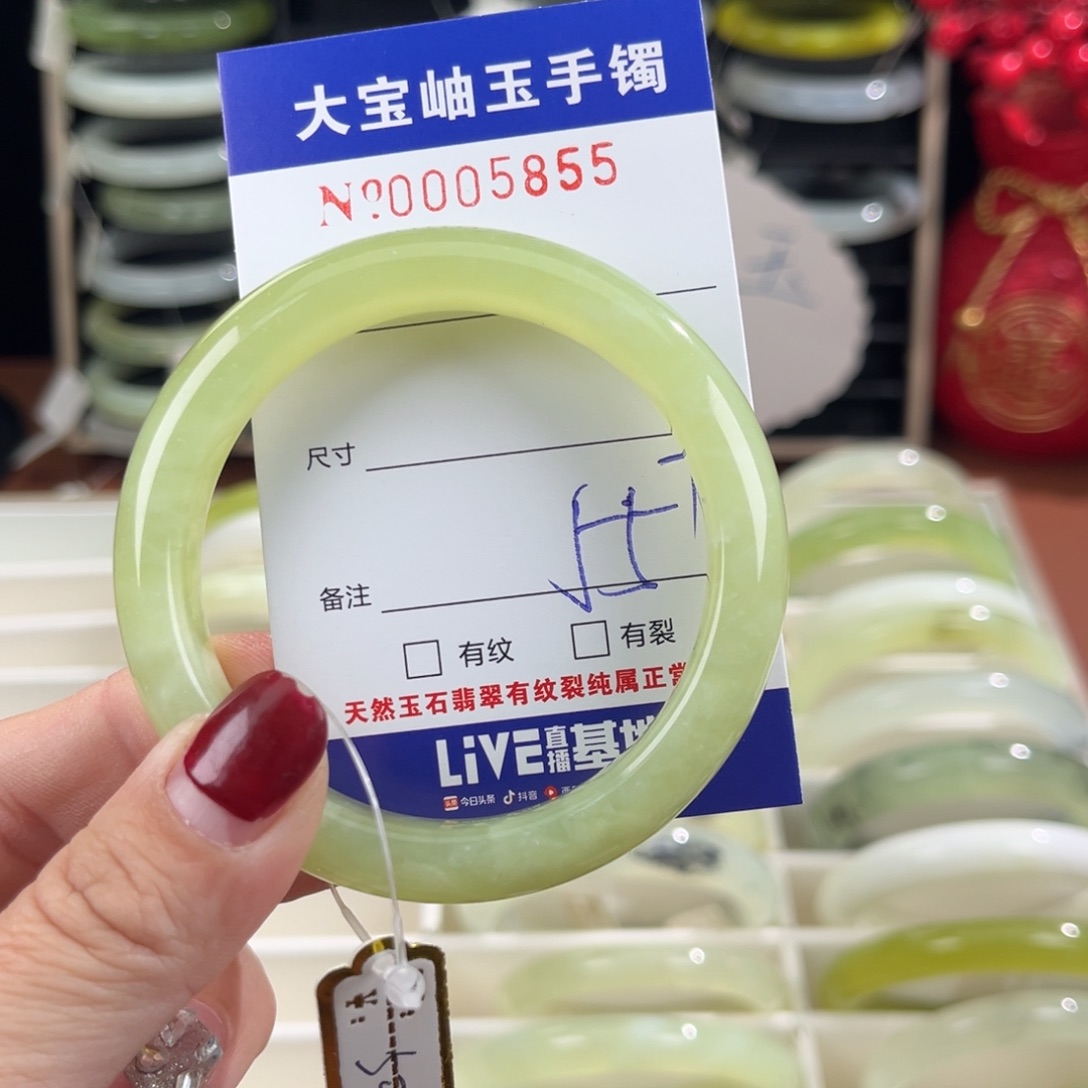 大宝岫玉手镯
Nº0005855
尺寸
备注
有纹 有裂
天然玉石翡翠有纹裂纯属正常
LiVE直播基地
今日头条 抖音